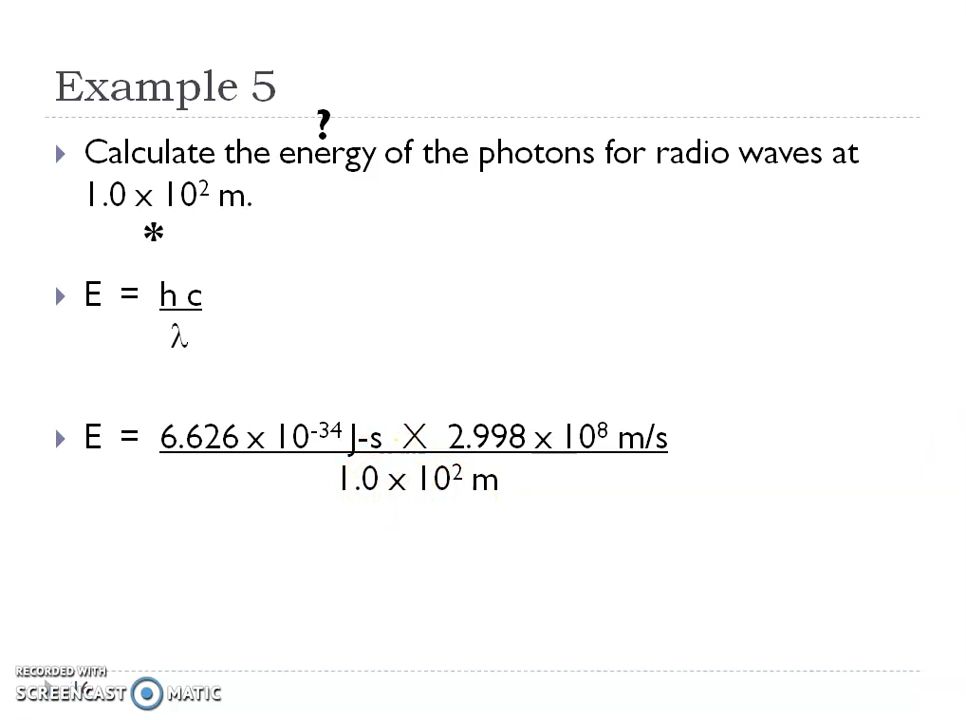 Example 5
?
Calculate the energy of the photons for radio waves at
1.0 x 10² m.
*
E = h c
λ
E = 6.626 x 10⁻³⁴ J-s X 2.998 x 10⁸ m/s
1.0 x 10² m
RECORDED WITH
SCREENCAST MATIC